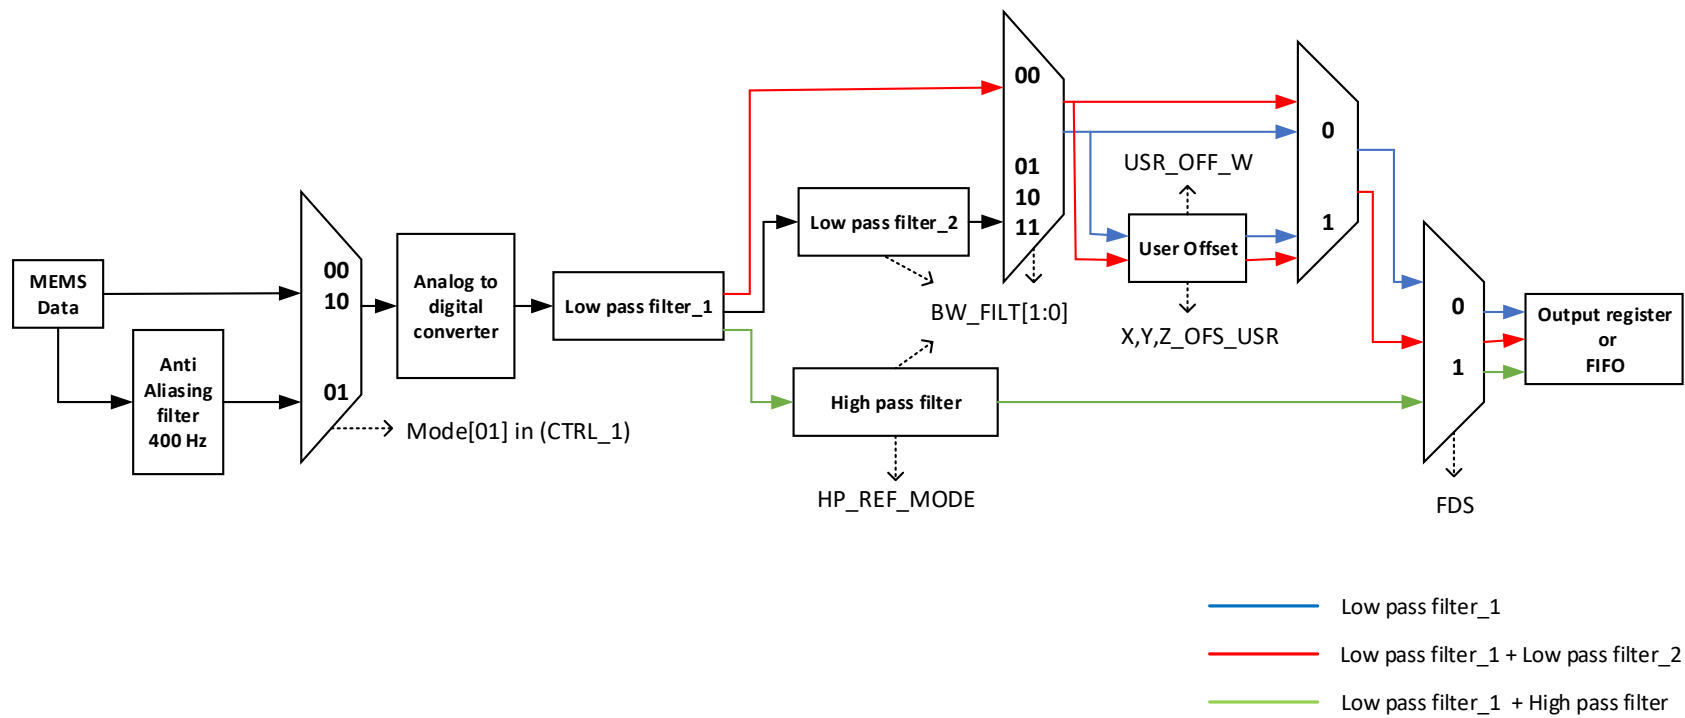 MEMS
Data
Anti
Aliasing
filter
400 Hz
00
10
01
Mode[01] in (CTRL_1)
Analog to
digital
converter
Low pass filter_1
Low pass filter_2
High pass filter
HP_REF_MODE
BW_FILT[1:0]
00
01
10
11
USR_OFF_W
User Offset
X,Y,Z_OFS_USR
0
1
0
1
FDS
Output register
or
FIFO
Low pass filter_1
Low pass filter_1 + Low pass filter_2
Low pass filter_1 + High pass filter